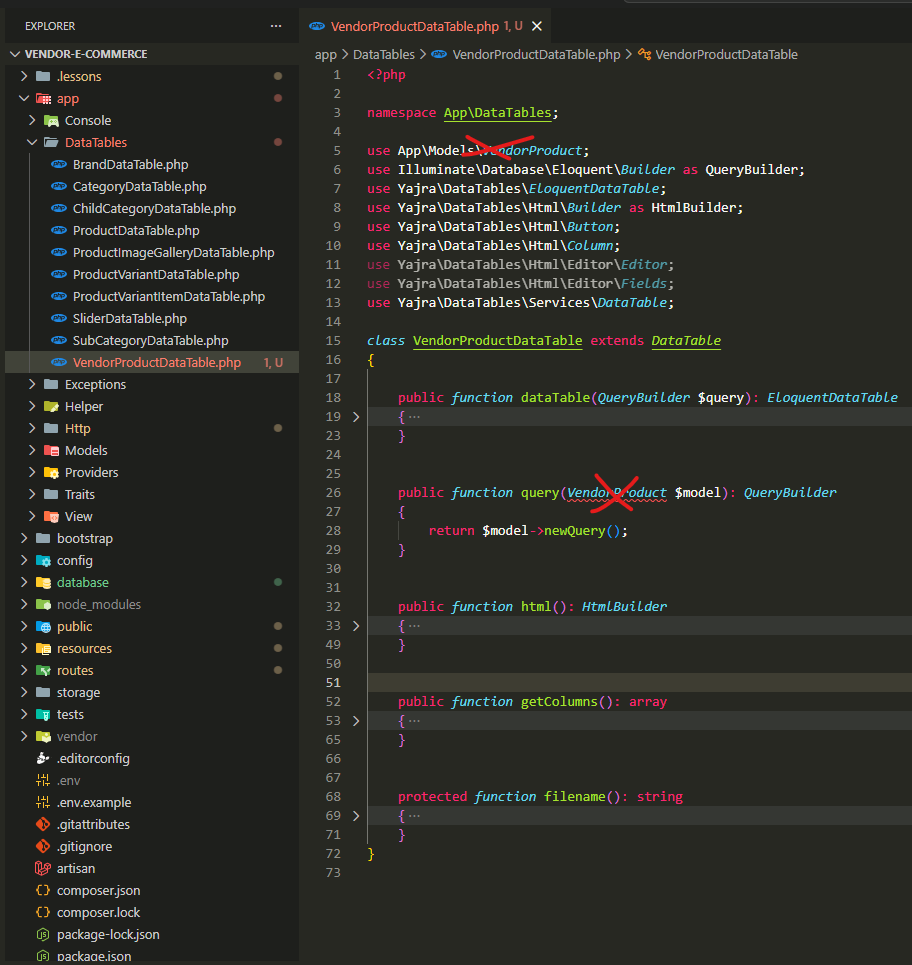 EXPLORER
VENDOR-E-COMMERCE
.lessons
app
Console
DataTables
BrandDataTable.php
CategoryDataTable.php
ChildCategoryDataTable.php
ProductDataTable.php
ProductImageGalleryDataTable.php
ProductVariantDataTable.php
ProductVariantItemDataTable.php
SliderDataTable.php
SubCategoryDataTable.php
VendorProductDataTable.php 1, U
Exceptions
Helper
Http
Models
Providers
Traits
View
bootstrap
config
database
node_modules
public
resources
routes
storage
tests
vendor
.editorconfig
.env
.env.example
.gitattributes
.gitignore
artisan
composer.json
composer.lock
package-lock.json
package.json
VendorProductDataTable.php 1, U
app > DataTables > VendorProductDataTable.php > VendorProductDataTable
1 <?php
2
3 namespace App\DataTables;
4
5 use App\Models\VendorProduct;
6 use Illuminate\Database\Eloquent\Builder as QueryBuilder;
7 use Yajra\DataTables\EloquentDataTable;
8 use Yajra\DataTables\Html\Builder as HtmlBuilder;
9 use Yajra\DataTables\Html\Button;
10 use Yajra\DataTables\Html\Column;
11 use Yajra\DataTables\Html\Editor\Editor;
12 use Yajra\DataTables\Html\Editor\Fields;
13 use Yajra\DataTables\Services\DataTable;
14
15 class VendorProductDataTable extends DataTable
16 {
17
18 public function dataTable(QueryBuilder $query): EloquentDataTable
19 { ···
23 }
24
25
26 public function query(VendorProduct $model): QueryBuilder
27 {
28 return $model->newQuery();
29 }
30
31
32 public function html(): HtmlBuilder
33 { ···
49 }
50
51
52 public function getColumns(): array
53 { ···
65 }
66
67
68 protected function filename(): string
69 { ···
71 }
72 }
73